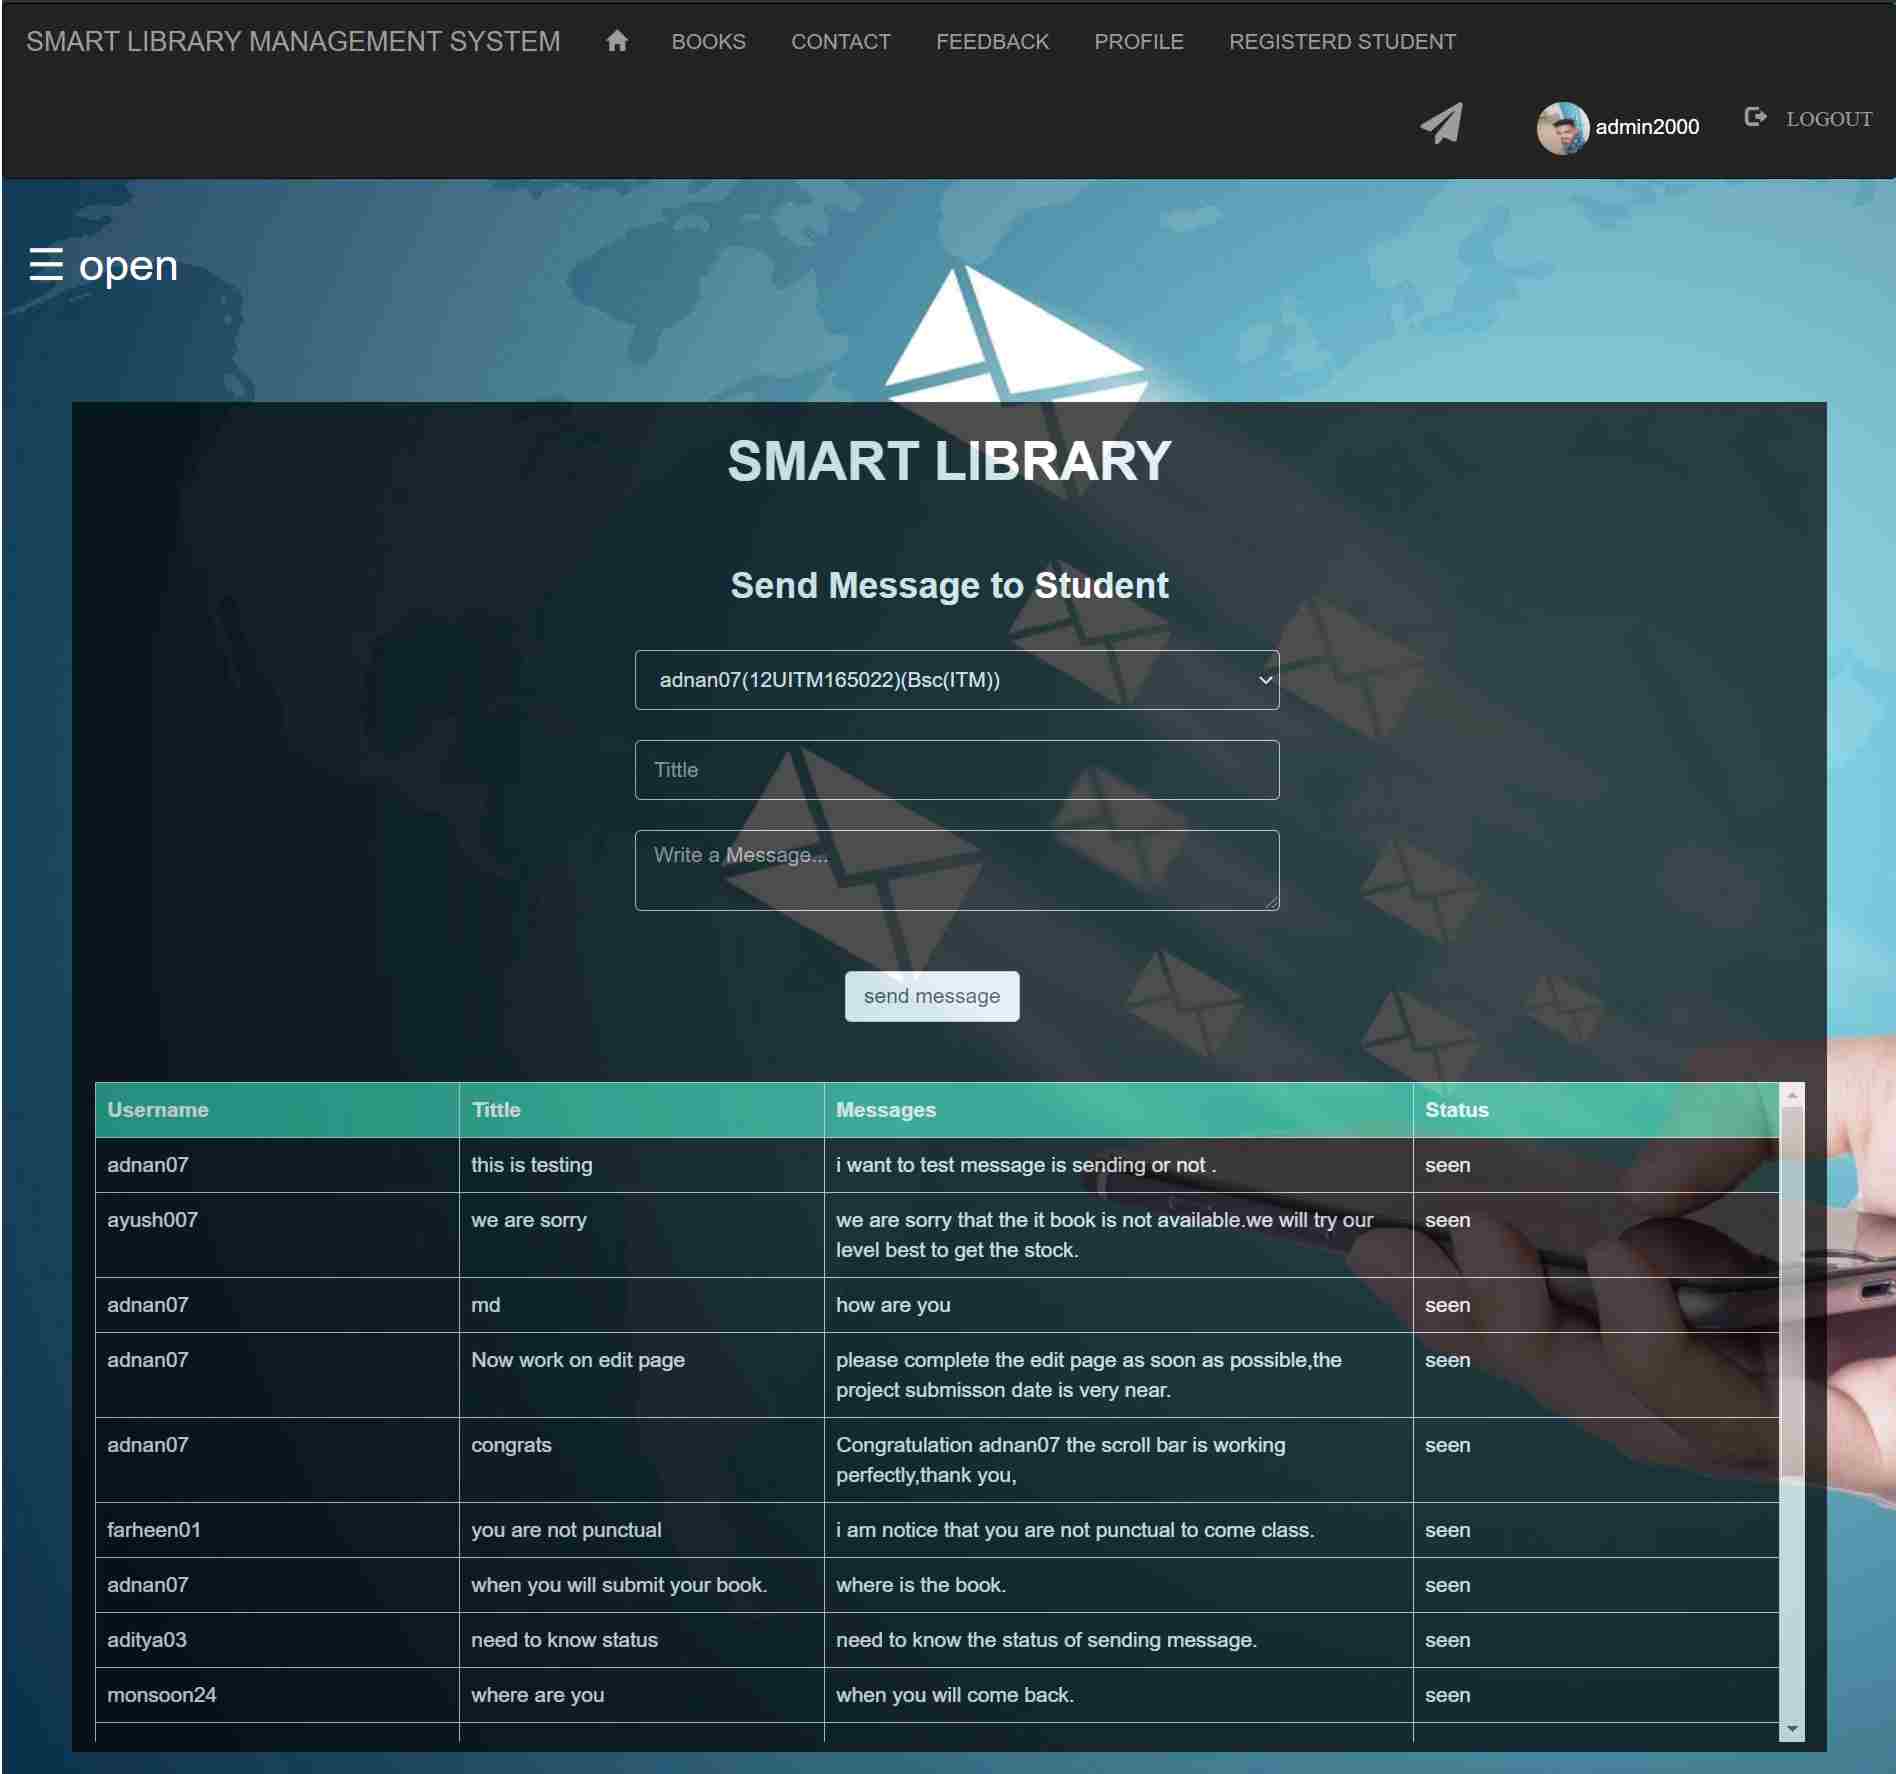 SMART LIBRARY MANAGEMENT SYSTEM BOOKS CONTACT FEEDBACK PROFILE REGISTERD STUDENT
admin2000 LOGOUT
☰ open
SMART LIBRARY
Send Message to Student
adnan07(12UITM165022)(Bsc(ITM))
Tittle
Write a Message...
send message
Username Tittle Messages Status
adnan07 this is testing i want to test message is sending or not . seen
ayush007 we are sorry we are sorry that the it book is not available.we will try our seen
level best to get the stock.
adnan07 md how are you seen
adnan07 Now work on edit page please complete the edit page as soon as possible,the seen
project submisson date is very near.
adnan07 congrats Congratulation adnan07 the scroll bar is working seen
perfectly,thank you,
farheen01 you are not punctual i am notice that you are not punctual to come class. seen
adnan07 when you will submit your book. where is the book. seen
aditya03 need to know status need to know the status of sending message. seen
monsoon24 where are you when you will come back. seen